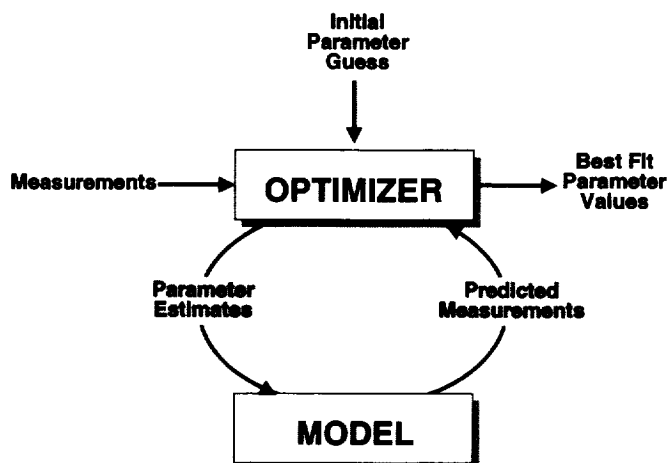 Initial
Parameter
Guess
Measurements
OPTIMIZER
Best Fit
Parameter
Values
Parameter
Estimates
Predicted
Measurements
MODEL